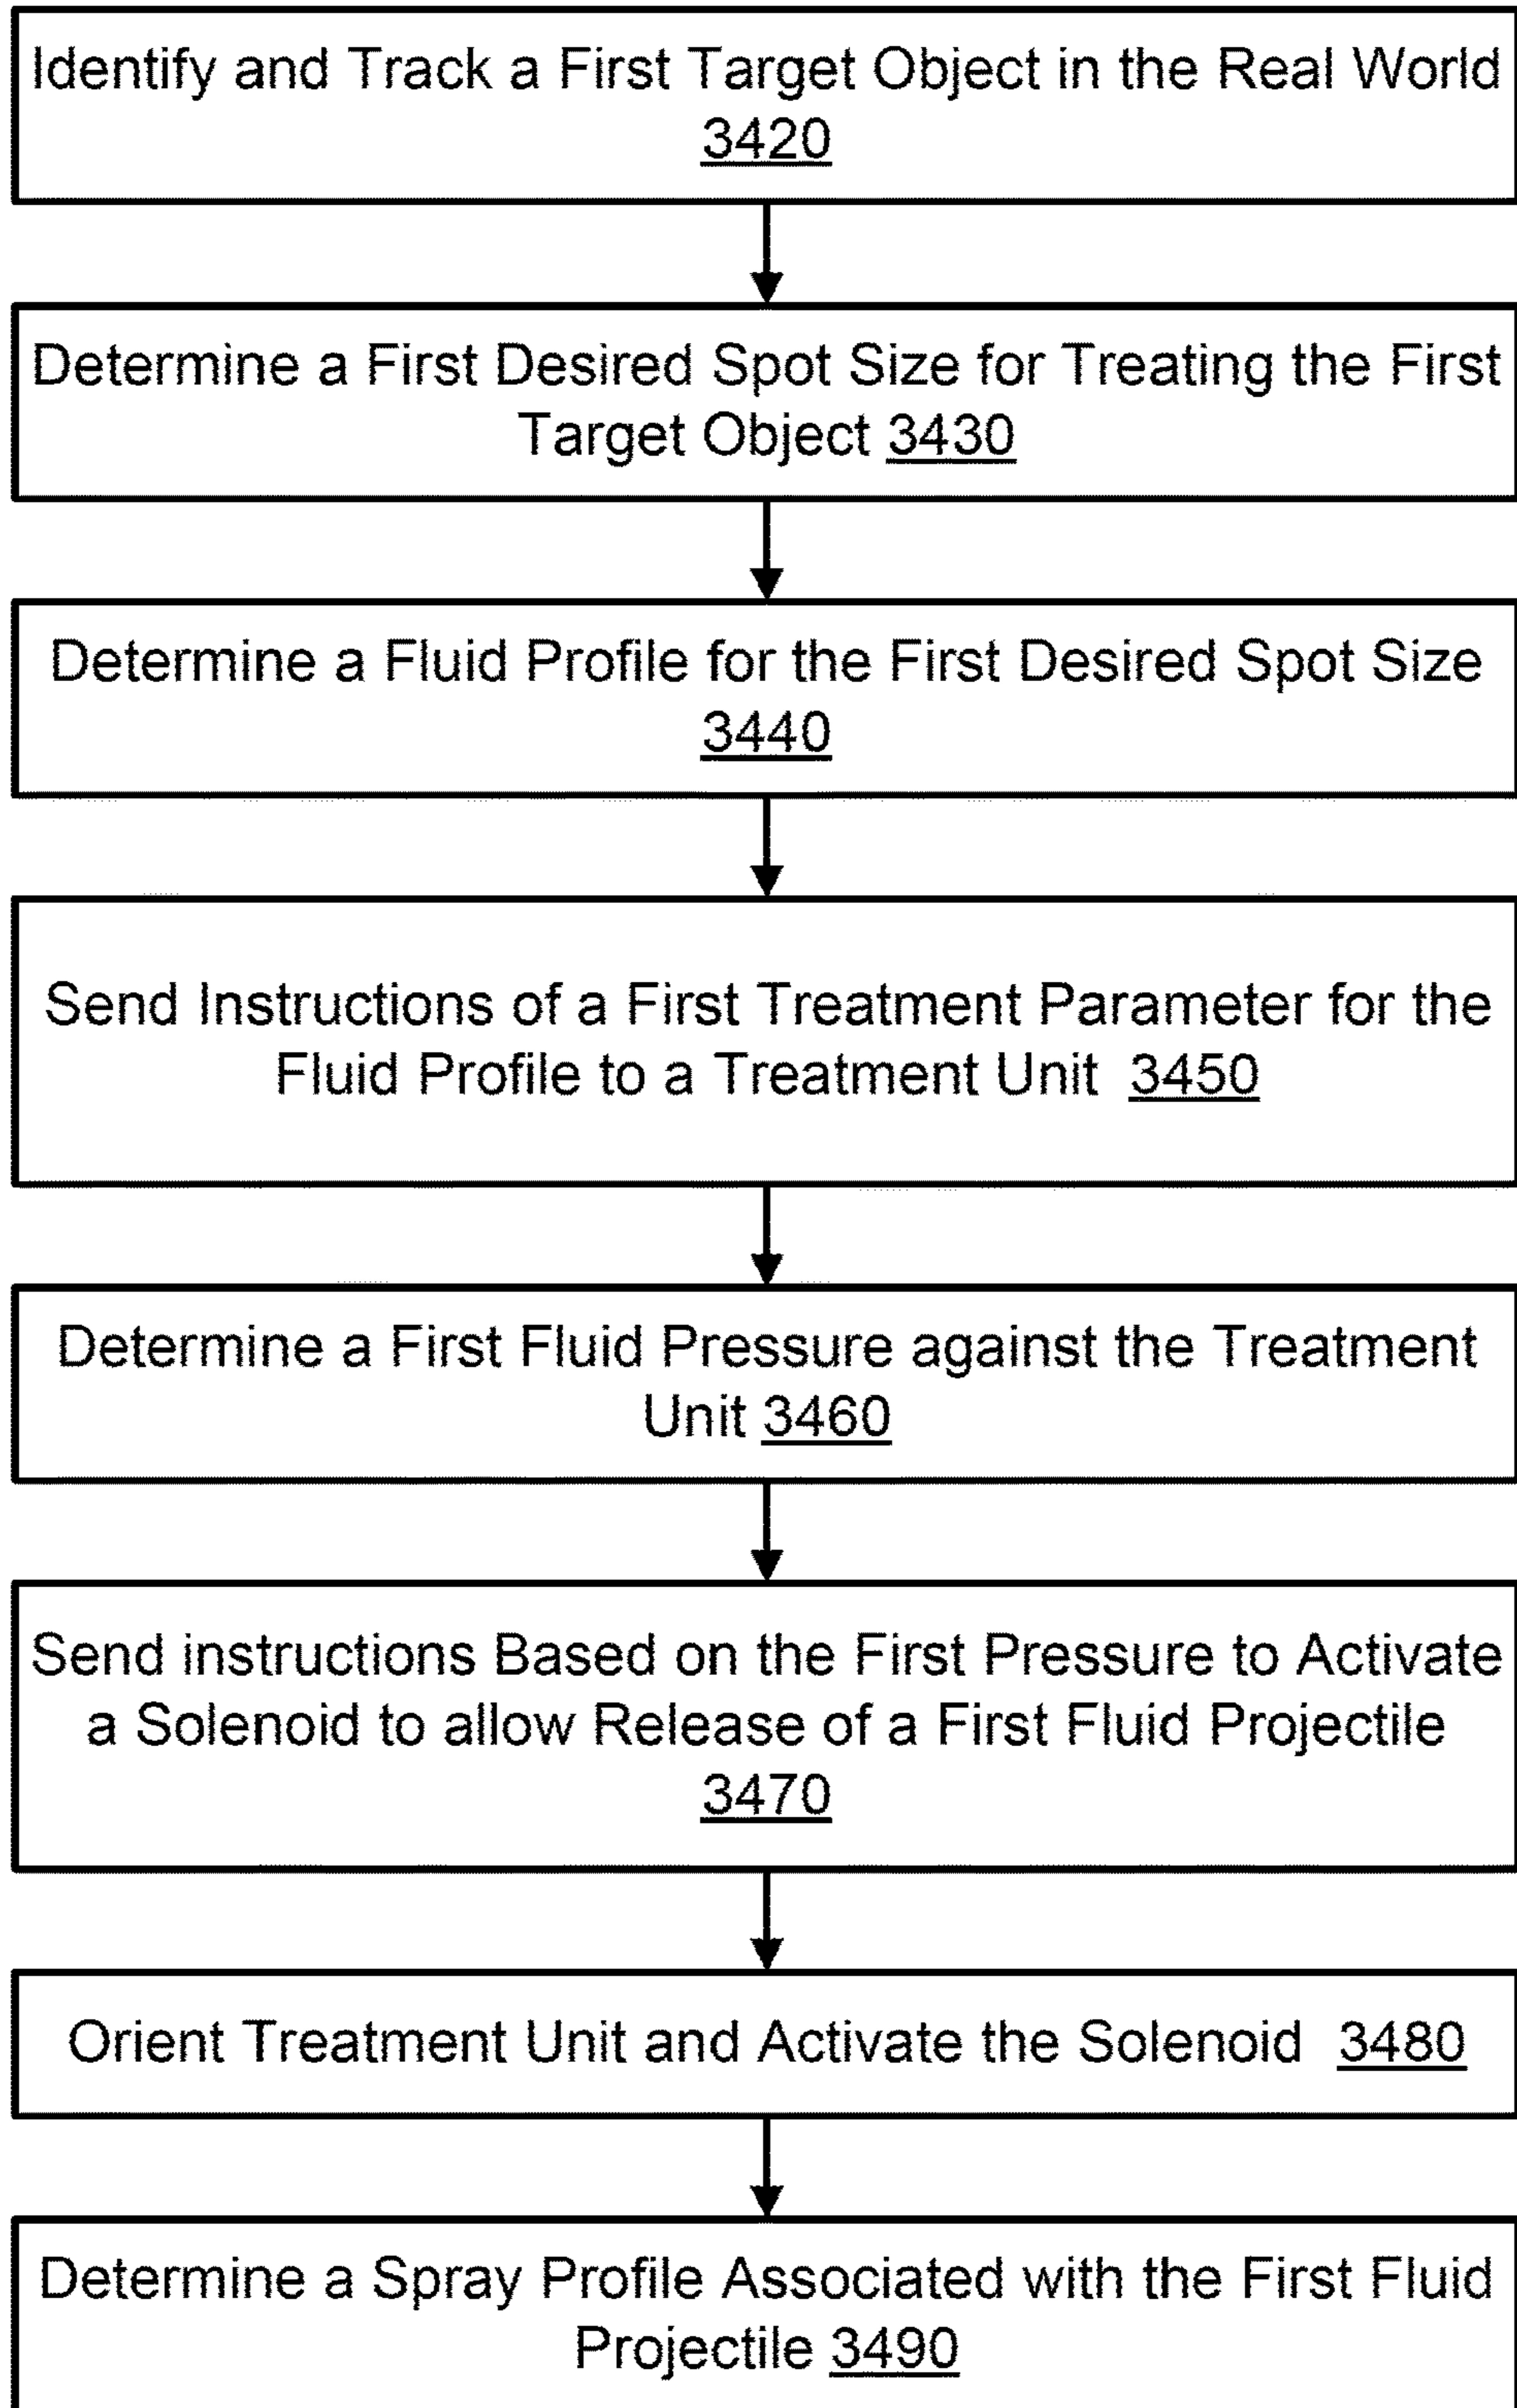 Identify and Track a First Target Object in the Real World
3420
Determine a First Desired Spot Size for Treating the First
Target Object 3430
Determine a Fluid Profile for the First Desired Spot Size
3440
Send Instructions of a First Treatment Parameter for the
Fluid Profile to a Treatment Unit 3450
Determine a First Fluid Pressure against the Treatment
Unit 3460
Send instructions Based on the First Pressure to Activate
a Solenoid to allow Release of a First Fluid Projectile
3470
Orient Treatment Unit and Activate the Solenoid 3480
Determine a Spray Profile Associated with the First Fluid
Projectile 3490